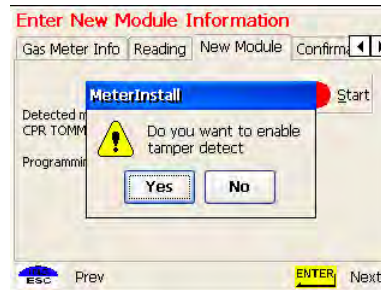 Enter New Module Information
Gas Meter Info Reading New Module Confirma
MeterInstall
Start
Detected
CPR TOMM
Do you want to enable
tamper detect
Programmin
Yes No
ESC Prev ENTER Next